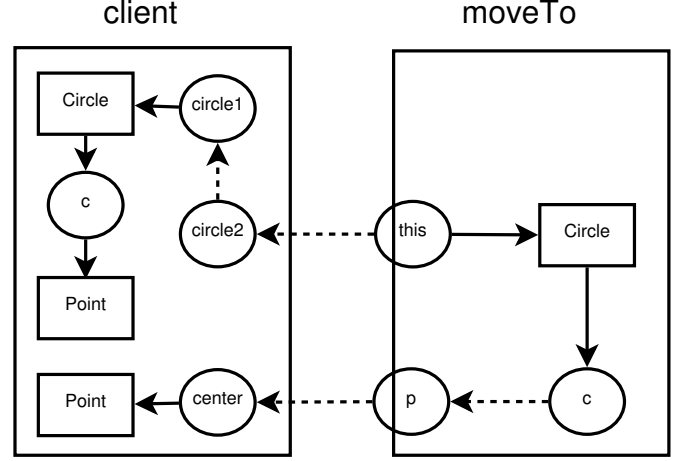 client
moveTo
Circle
circle1
c
circle2
this
Circle
Point
Point
center
p
c